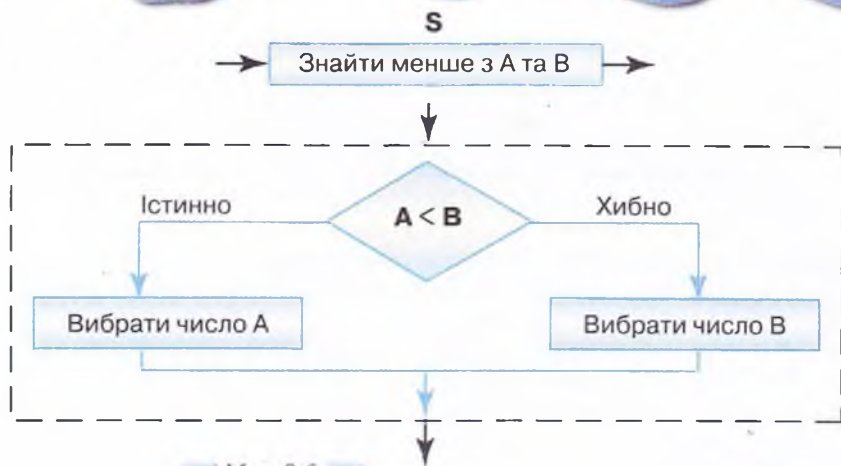 S
Знайти менше з А та В
A < B
Істинно
Хибно
Вибрати число А
Вибрати число В